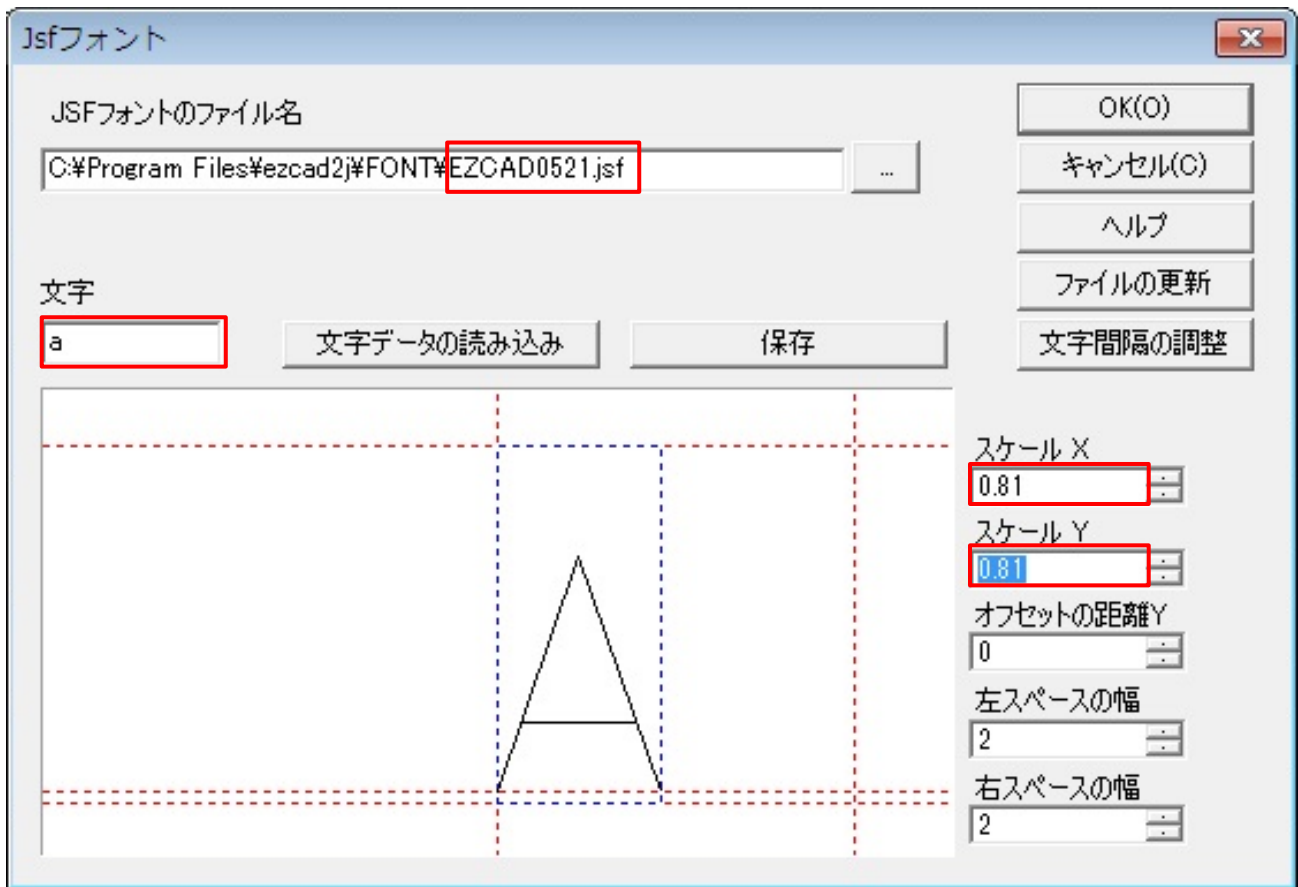 Jsfフォント
JSFフォントのファイル名
OK(O)
C:¥Program Files¥ezcad2j¥FONT¥EZCAD0521.jsf
...
キャンセル(C)
ヘルプ
ファイルの更新
文字
a
文字データの読み込み
保存
文字間隔の調整
スケール X
0.81
スケール Y
0.81
オフセットの距離Y
0
左スペースの幅
2
右スペースの幅
2
A